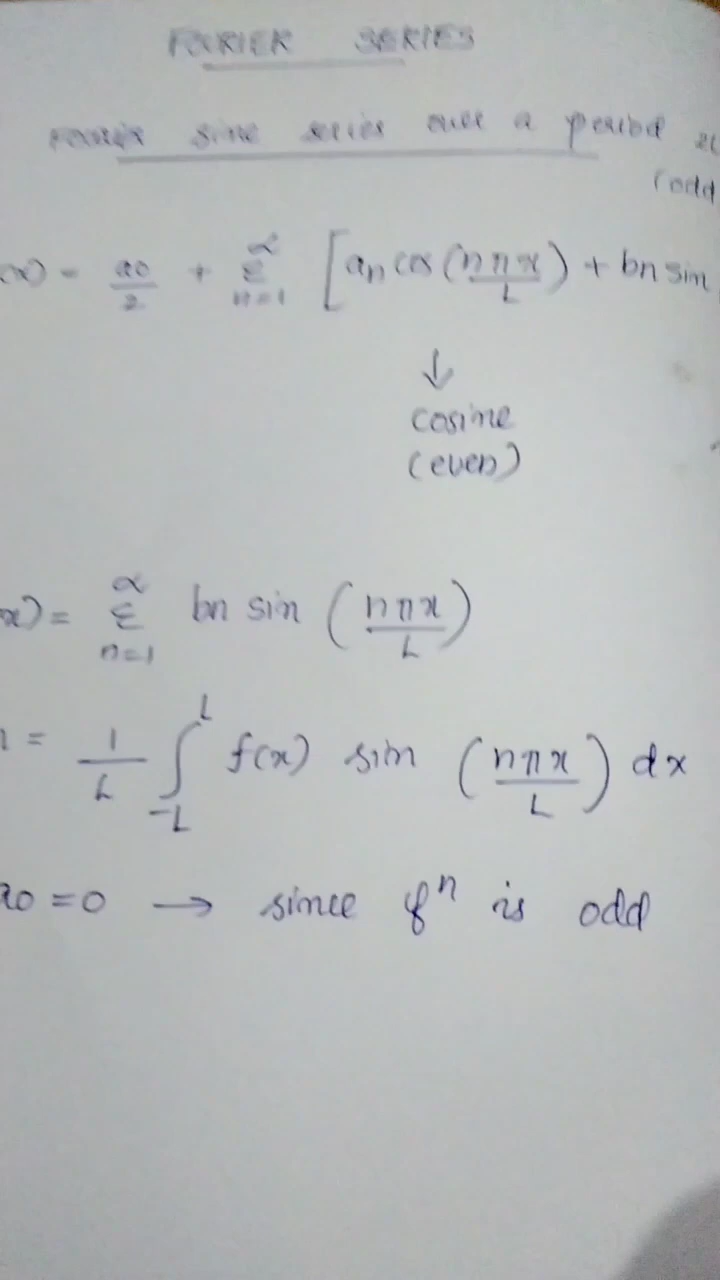 FOURIER SERIES
Fourier sine series over a period 2L
(odd
x) = a0/2 + Σ n=1 ∝ [an cos (nπx/L) + bn sin
↓
cosine
(even)
x) = Σ n=1 ∝ bn sin (nπx/L)
= 1/L ∫ -L L f(x) sin (nπx/L) dx
a0 = 0 → since fⁿ is odd